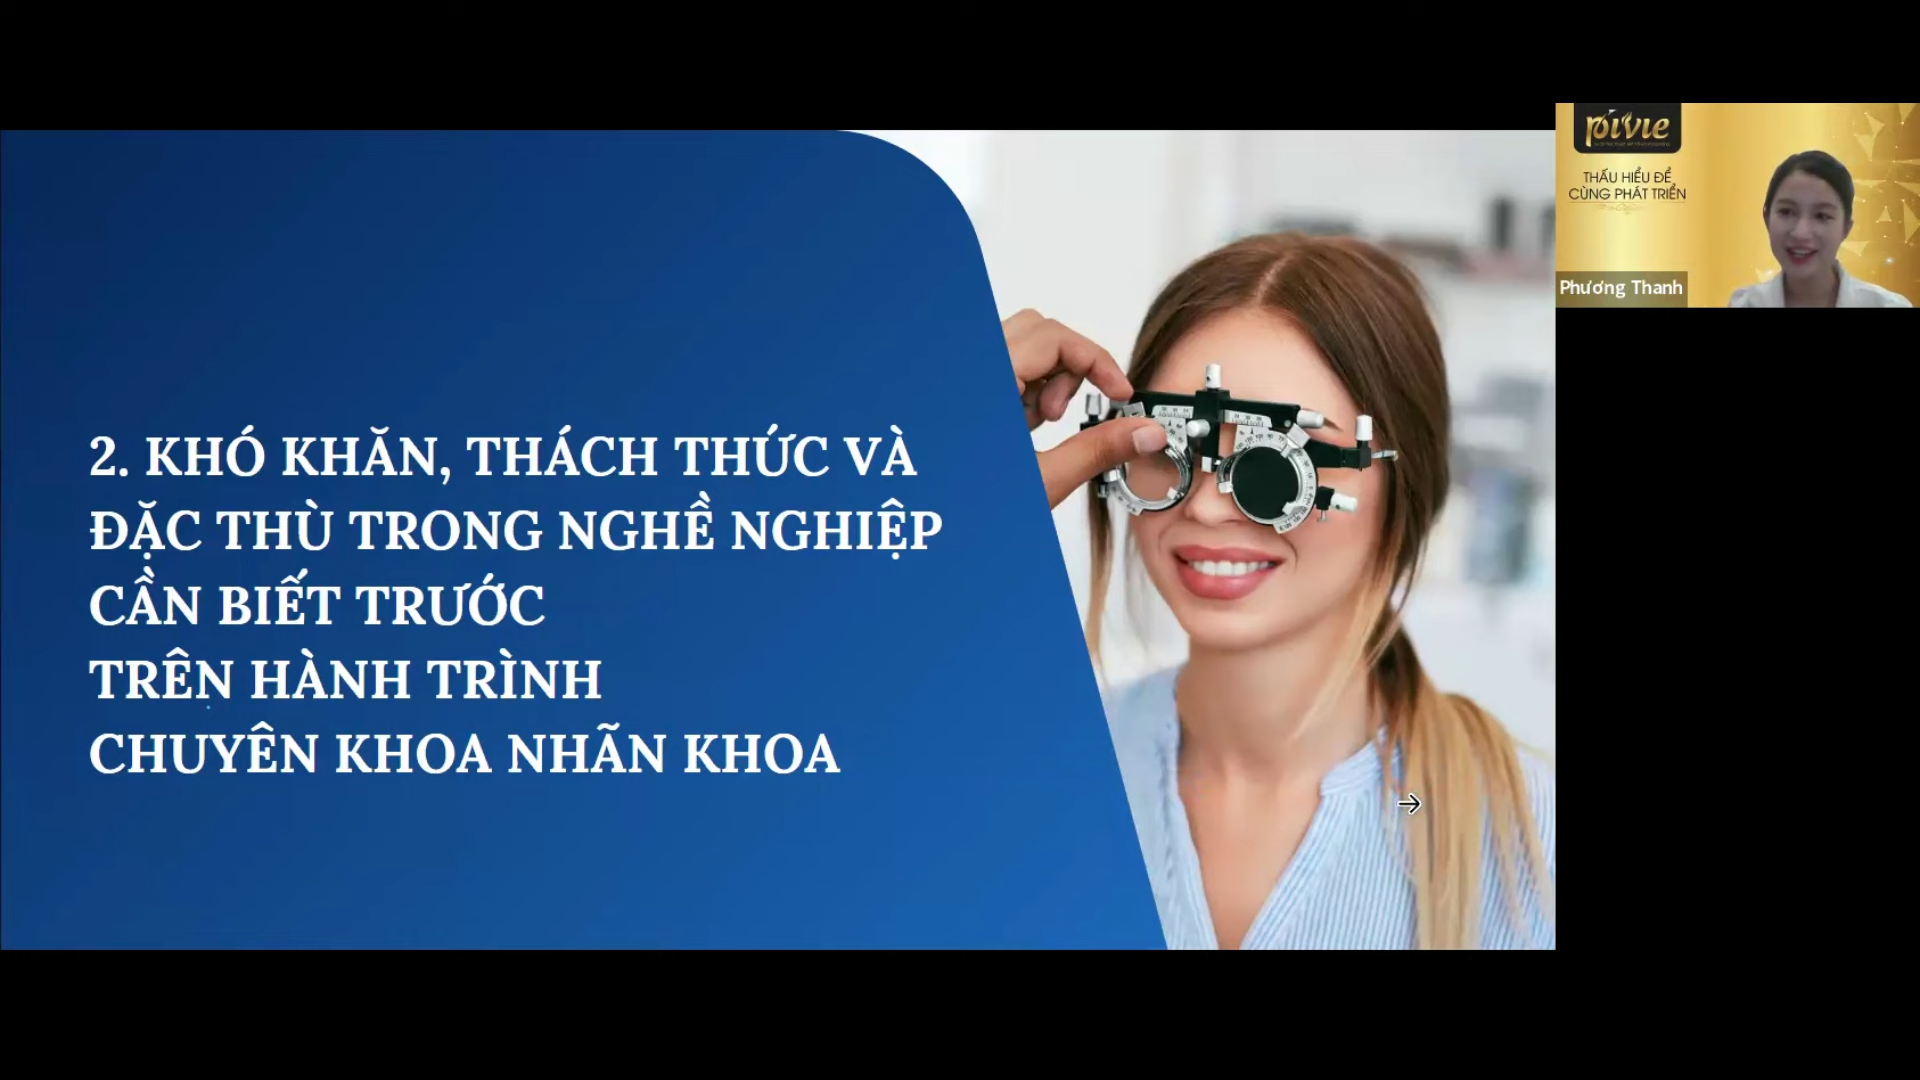 2. KHÓ KHĂN, THÁCH THỨC VÀ
ĐẶC THÙ TRONG NGHỀ NGHIỆP
CẦN BIẾT TRƯỚC
TRÊN HÀNH TRÌNH
CHUYÊN KHOA NHÃN KHOA
pivie
THẤU HIỂU ĐỂ
CÙNG PHÁT TRIỂN
Phương Thanh